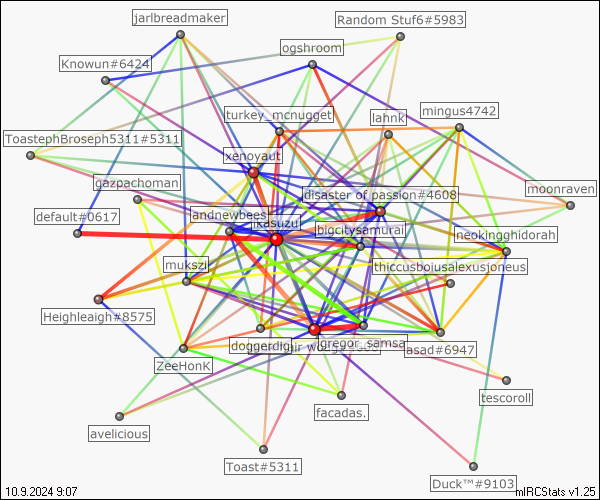 jarlbreadmaker
Random Stuf6#5983
ogshroom
Knowun#6424
turkey_mcnugget
lahnk
mingus4742
ToastephBroseph5311#5311
xenoyaut
gazpachoman
disaster of passion#4608
moonraven
default#0617
andnewbees
kasuzu
bigcitysamurai
neokingghidorah
mukszi
thiccusboiusalexusjoneus
Heighleaigh#8575
doggerdigj
gregor_samsa
asad#6947
ZeeHonK
tescoroll
facadas.
avelicious
Toast#5311
Duck™#9103
10.9.2024 9:07
mIRCStats v1.25